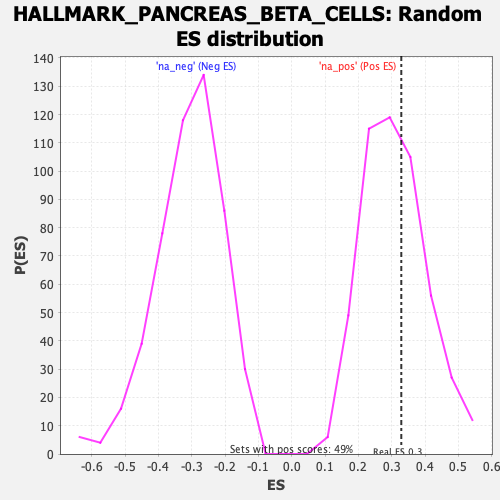 HALLMARK_PANCREAS_BETA_CELLS: Random
ES distribution
'na_neg' (Neg ES)
'na_pos' (Pos ES)
140
130
120
110
100
90
80
70
60
50
40
30
20
10
0
P(ES)
Sets with pos scores: 49%
Real ES 0.3
-0.6 -0.5 -0.4 -0.3 -0.2 -0.1 0.0 0.1 0.2 0.3 0.4 0.5 0.6
ES